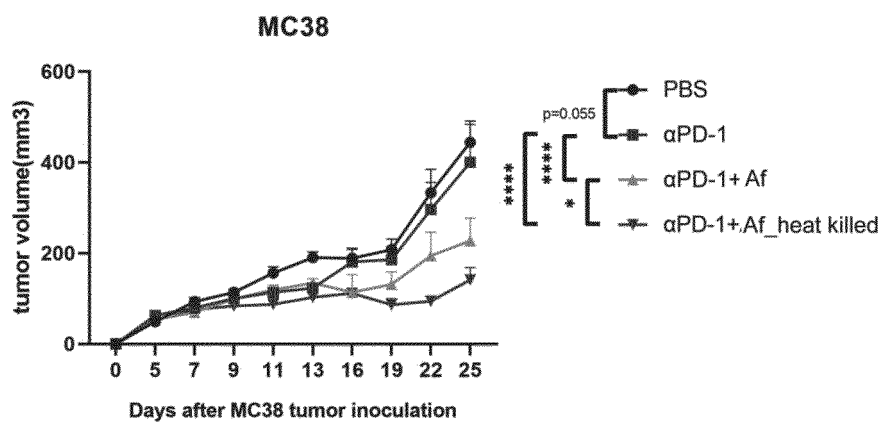 MC38
600
400
200
0
tumor volume(mm3)
0 5 7 9 11 13 16 19 22 25
Days after MC38 tumor inoculation
PBS
p=0.055
αPD-1
****
****
αPD-1+Af
*
αPD-1+.Af_heat killed